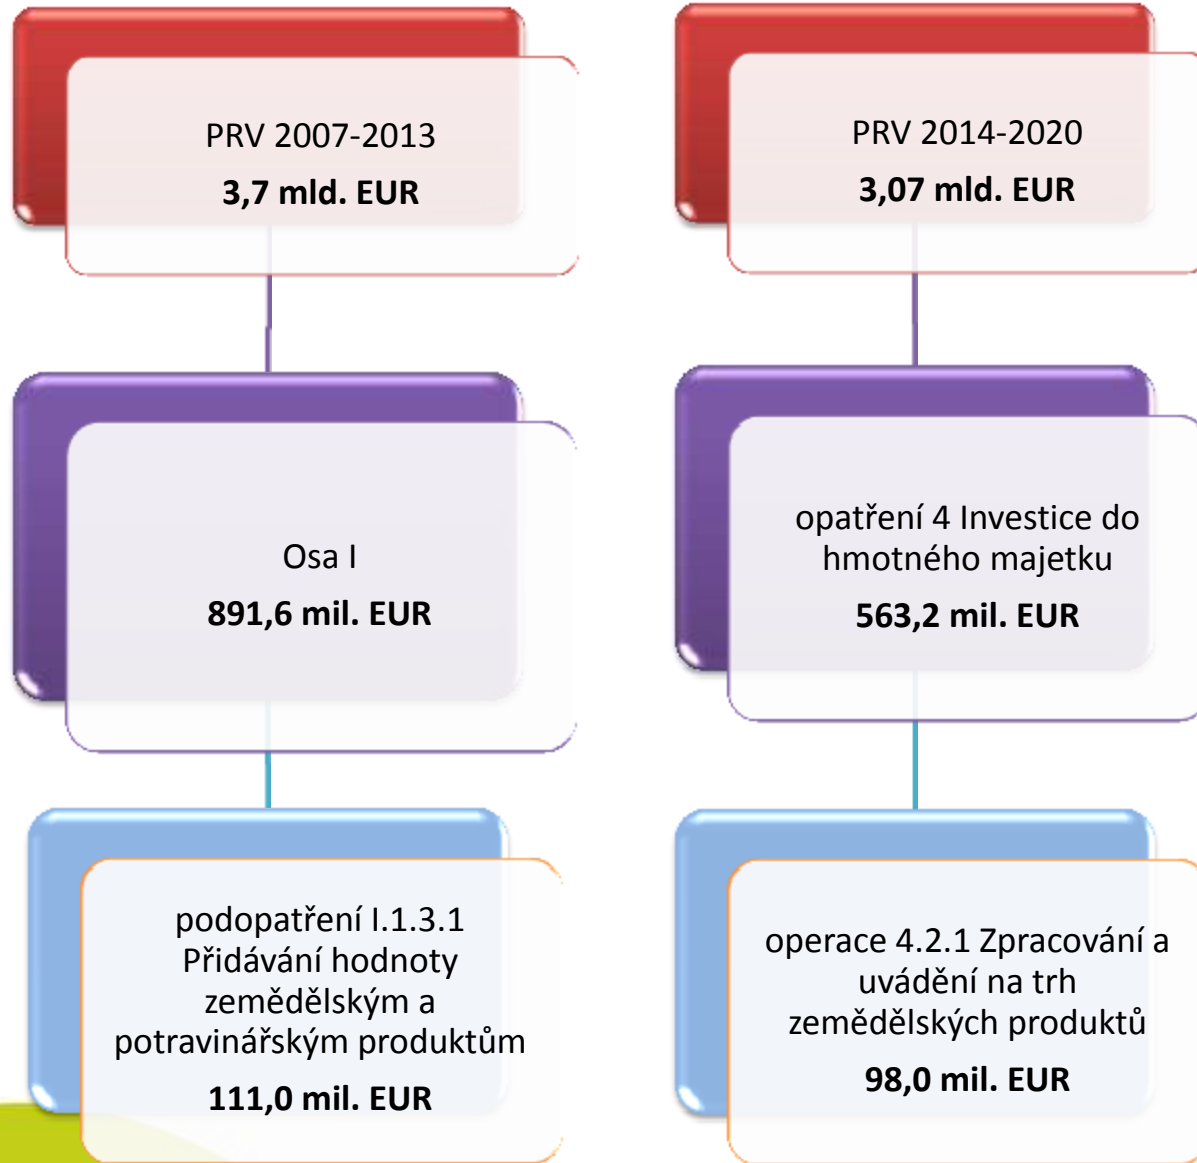 PRV 2007-2013
3,7 mld. EUR
Osa I
891,6 mil. EUR
podopatření I.1.3.1
Přidávání hodnoty
zemědělským a
potravinářským produktům
111,0 mil. EUR
PRV 2014-2020
3,07 mld. EUR
opatření 4 Investice do
hmotného majetku
563,2 mil. EUR
operace 4.2.1 Zpracování a
uvádění na trh
zemědělských produktů
98,0 mil. EUR